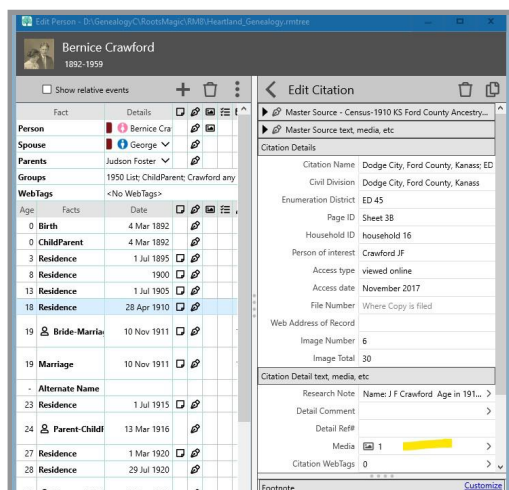 Edit Person - D:\GenealogyC\RootsMagic\RM8\Heartland_Genealogy.rmtree
Bernice Crawford
1892-1959
Show relative events
Fact Details
Person Bernice Cra
Spouse George
Parents Judson Foster
Groups 1950 List; ChildParent; Crawford any
WebTags <No WebTags>
Age Facts Date
0 Birth 4 Mar 1892
0 ChildParent 4 Mar 1892
3 Residence 1 Jul 1895
8 Residence 1900
13 Residence 1 Jul 1905
18 Residence 28 Apr 1910
19 Bride-Marria 10 Nov 1911
19 Marriage 10 Nov 1911
- Alternate Name
23 Residence 1 Jul 1915
24 Parent-Childf 13 Mar 1916
27 Residence 1 Mar 1920
28 Residence 29 Jul 1920
Edit Citation
Master Source - Cen­sus-1910 KS Ford County Ancestry...
Master Source text, media, etc
Citation Details
Citation Name Dodge City, Ford County, Kanass; ED
Civil Division Dodge City, Ford County, Kanass
Enumeration District ED 45
Page ID Sheet 3B
Household ID household 16
Person of interest Crawford JF
Access type viewed online
Access date November 2017
File Number Where Copy is filed
Web Address of Record
Image Number 6
Image Total 30
Citation Detail text, media, etc
Research Note Name: J F Crawford Age in 191...
Detail Comment
Detail Ref#
Media 1
Citation WebTags 0
Footnote Customize